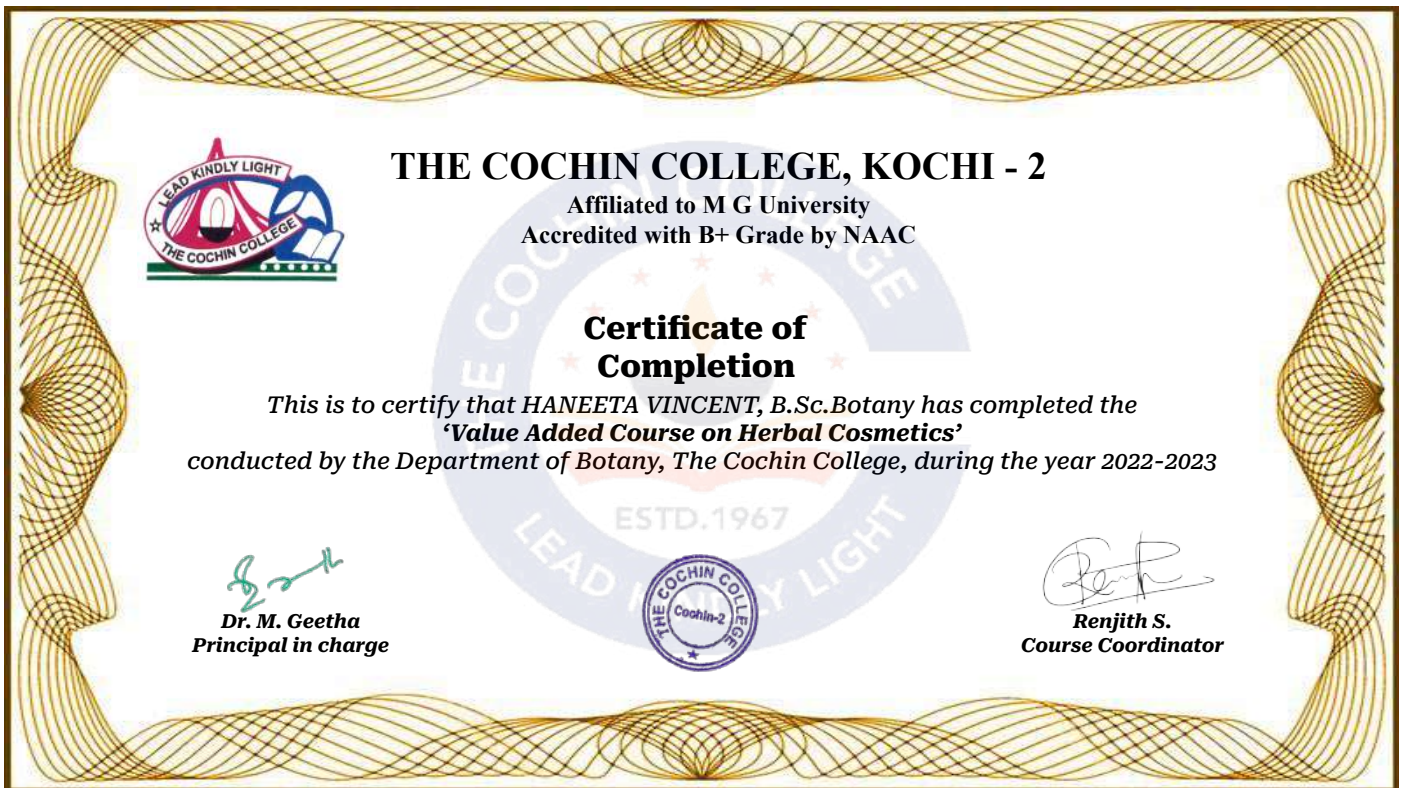 LEAD KINDLY LIGHT
THE COCHIN COLLEGE
THE COCHIN COLLEGE, KOCHI - 2
Affiliated to M G University
Accredited with B+ Grade by NAAC
THE COCHIN COLLEGE
Certificate of
Completion
This is to certify that HANEETA VINCENT, B.Sc.Botany has completed the
‘Value Added Course on Herbal Cosmetics’
conducted by the Department of Botany, The Cochin College, during the year 2022-2023
ESTD.1967
LEAD KINDLY LIGHT
THE COCHIN COLLEGE
Cochin-2
Dr. M. Geetha
Principal in charge
Renjith S.
Course Coordinator